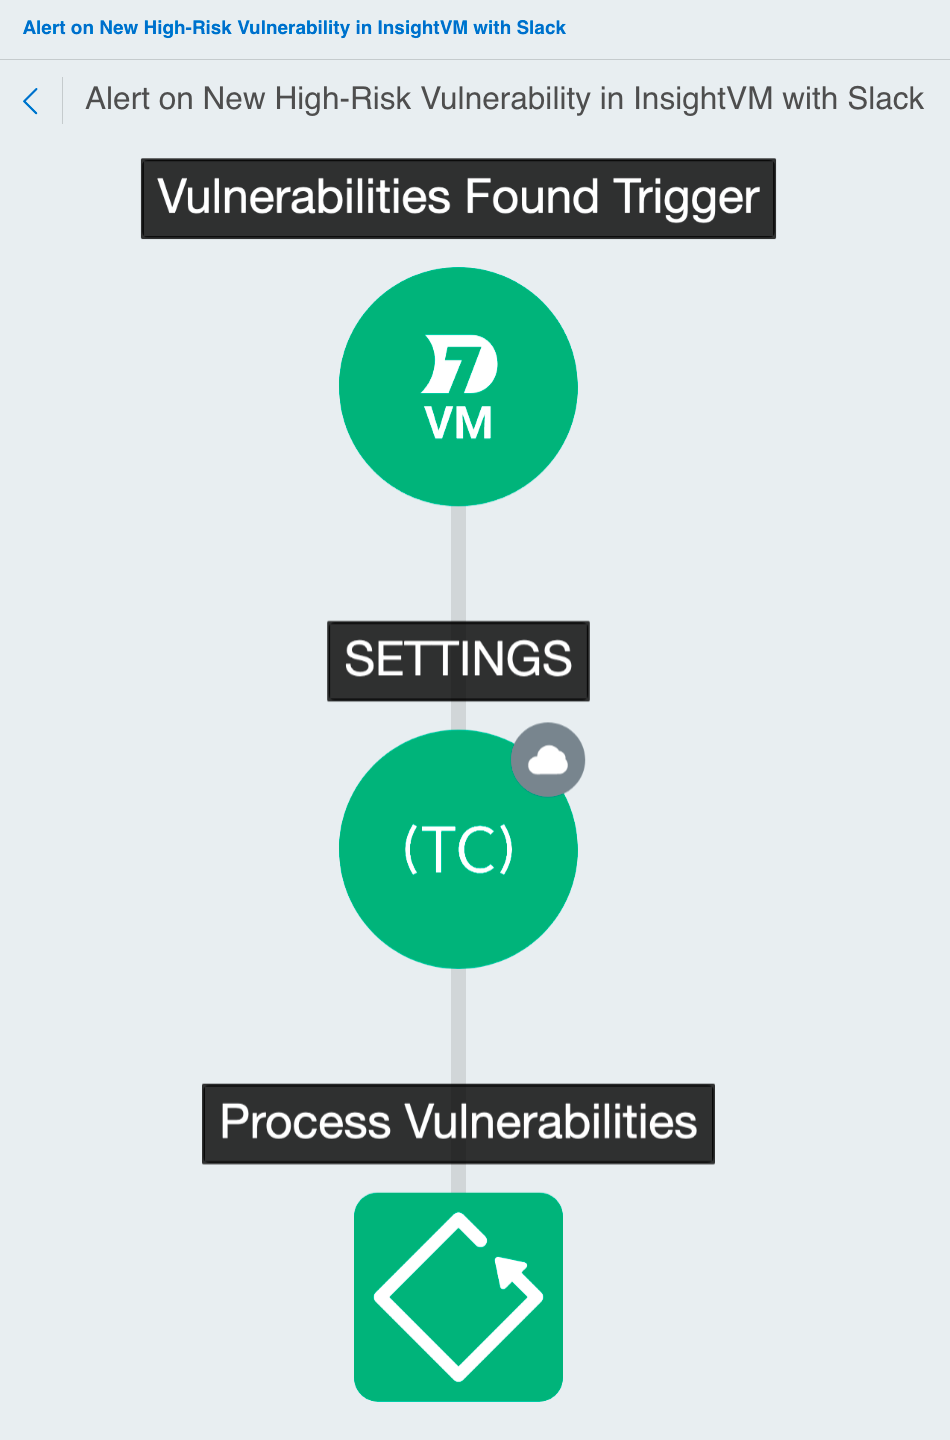 Alert on New High-Risk Vulnerability in InsightVM with Slack
Alert on New High-Risk Vulnerability in InsightVM with Slack
Vulnerabilities Found Trigger
7
VM
SETTINGS
(TC)
Process Vulnerabilities